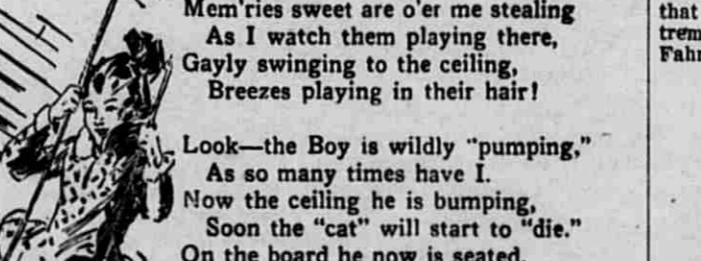 Mem'ries sweet are o'er me stealing
As I watch them playing there,
Gayly swinging to the ceiling,
Breezes playing in their hair!
Look—the Boy is wildly "pumping,"
As so many times have I.
Now the ceiling he is bumping,
Soon the "cat" will start to "die."
On the board he now is seated,
that